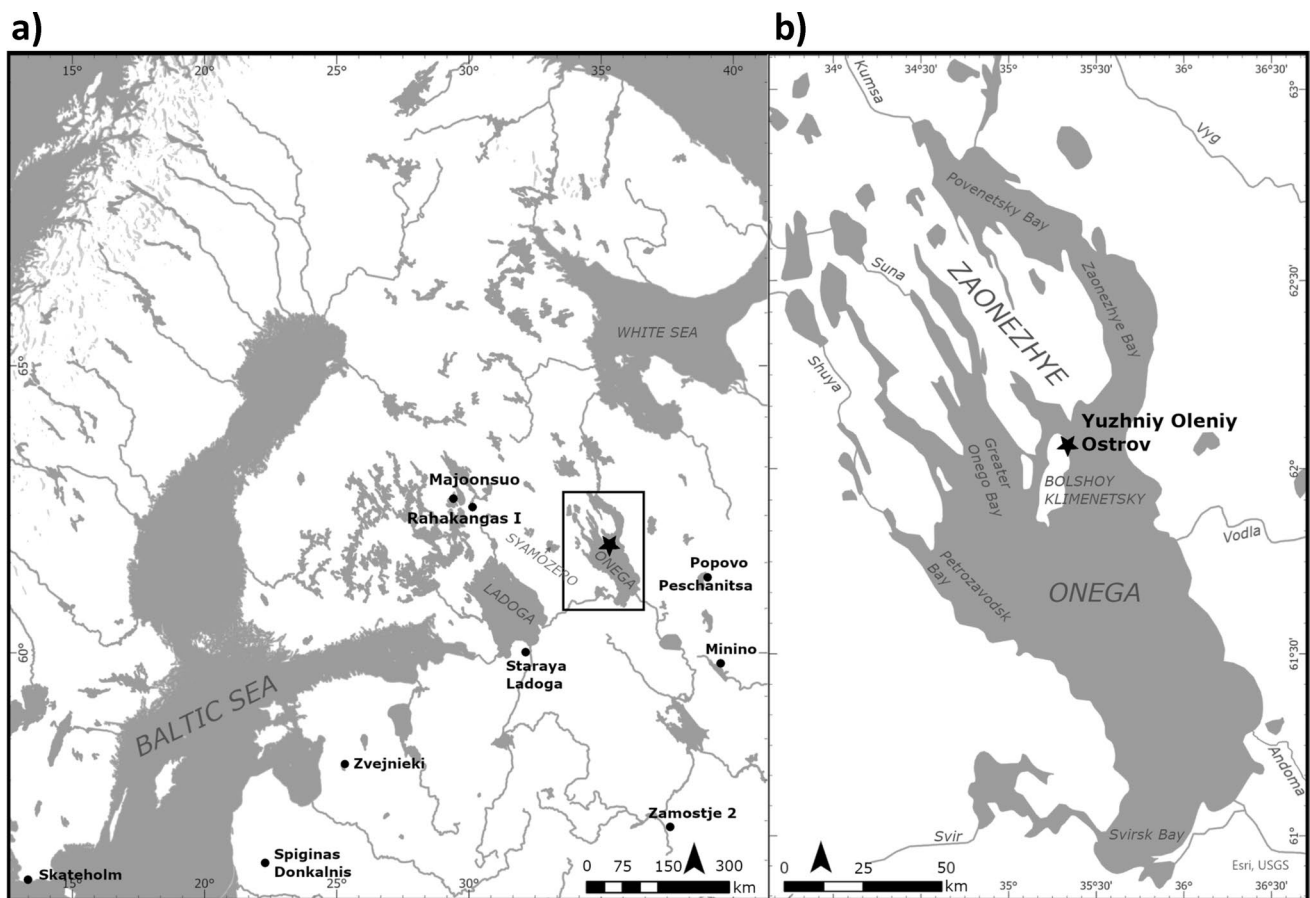 a)
15°
20°
25°
30°
35°
40°
WHITE SEA
65°
65°
Majoonsuo
Rahakangas I
SYAMOZERO
ONEGA
Popovo
Peschanitsa
LADOGA
60°
60°
Minino
Staraya
Ladoga
BALTIC SEA
Zvejnieki
Zamostje 2
Spiginas
Donkalnis
Skateholm
0 75 150 300
km
15°
20°
25°
30°
b)
34°
34°30'
35°
35°30'
36°
36°30'
63°
Kumsa
Vyg
Povenetsky Bay
Suna
ZAONEZHYE
Zaonezhye Bay
62°30'
Shuya
Yuzhniy Oleniy
Ostrov
Greater
Onego Bay
62°
BOLSHOY
KLIMENETSKY
Vodla
Petrozavodsk
Bay
ONEGA
61°30'
Andoma
Svir
Svirsk Bay
61°
Esri, USGS
0 25 50
km
35°
35°30'
36°
36°30'